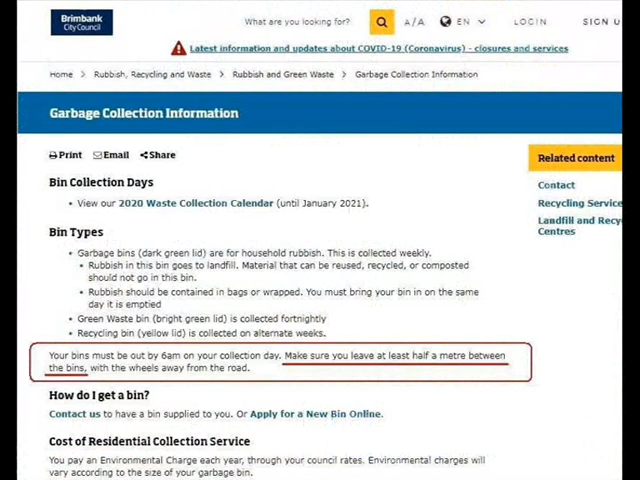 Brimbank
City Council
What are you looking for?
A/A
EN
LOGIN
SIGN U
Latest information and updates about COVID-19 (Coronavirus) - closures and services
Home > Rubbish, Recycling and Waste > Rubbish and Green Waste > Garbage Collection Information
Garbage Collection Information
Print Email Share
Related content
Bin Collection Days
Contact
• View our 2020 Waste Collection Calendar (until January 2021).
Recycling Service
Landfill and Recy
Centres
Bin Types
• Garbage bins (dark green lid) are for household rubbish. This is collected weekly.
• Rubbish in this bin goes to landfill. Material that can be reused, recycled, or composted
should not go in this bin.
• Rubbish should be contained in bags or wrapped. You must bring your bin in on the same
day it is emptied
• Green Waste bin (bright green lid) is collected fortnightly
• Recycling bin (yellow lid) is collected on alternate weeks.
Your bins must be out by 6am on your collection day. Make sure you leave at least half a metre between
the bins, with the wheels away from the road.
How do I get a bin?
Contact us to have a bin supplied to you. Or Apply for a New Bin Online.
Cost of Residential Collection Service
You pay an Environmental Charge each year, through your council rates. Environmental charges will
vary according to the size of your garbage bin.